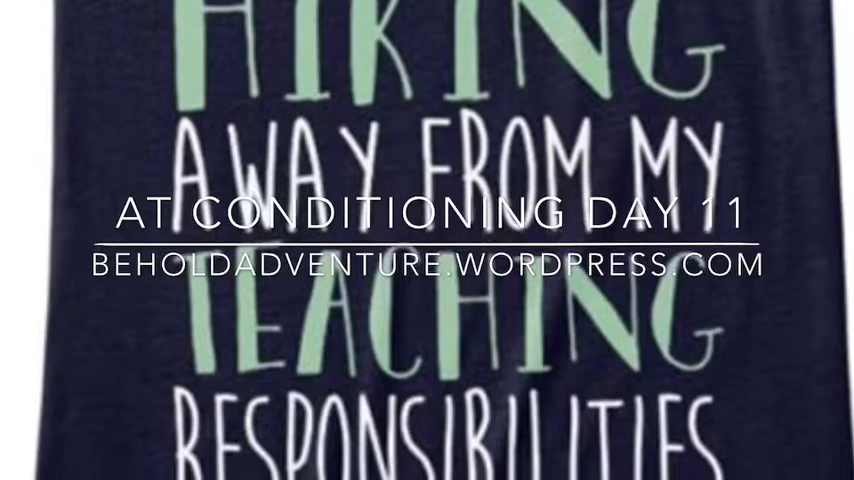 HIKING
AWAY FROM MY
AT CONDITIONING DAY 11
BEHOLDADVENTURE.WORDPRESS.COM
TEACHING
RESPONSIBILITIES